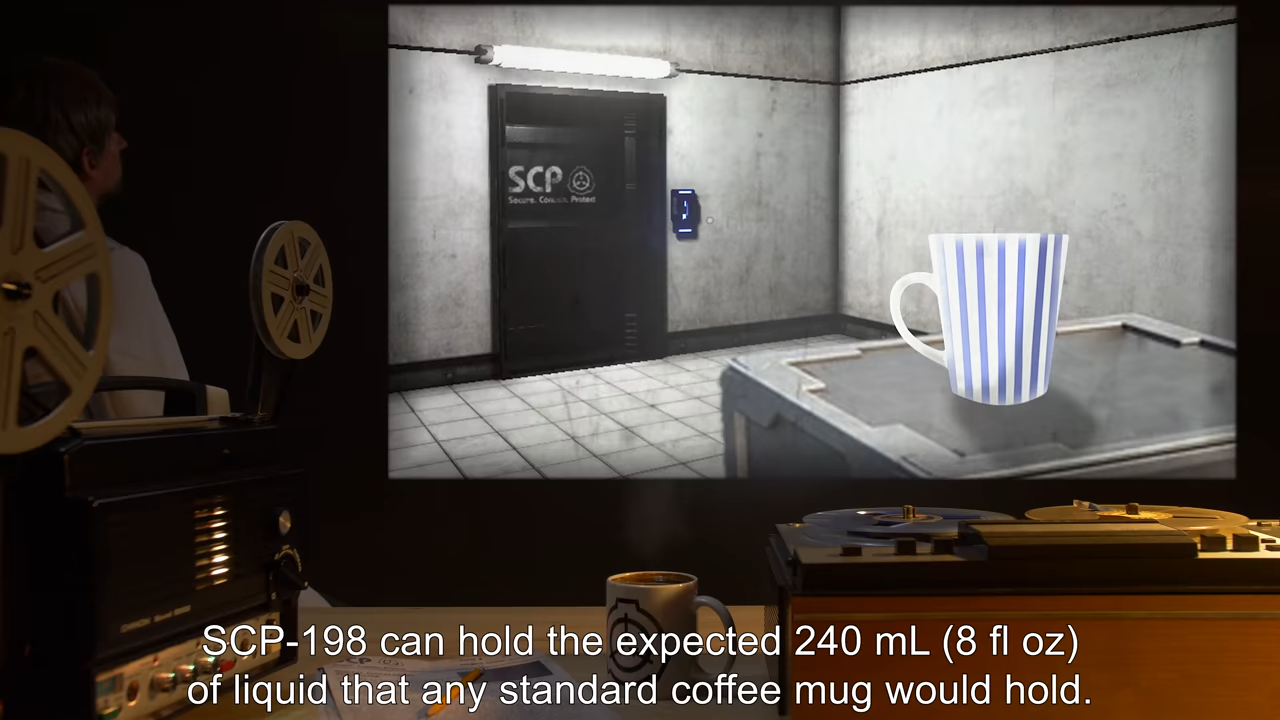 SCP
Secure. Contain. Protect
SCP-198 can hold the expected 240 mL (8 fl oz)
of liquid that any standard coffee mug would hold.